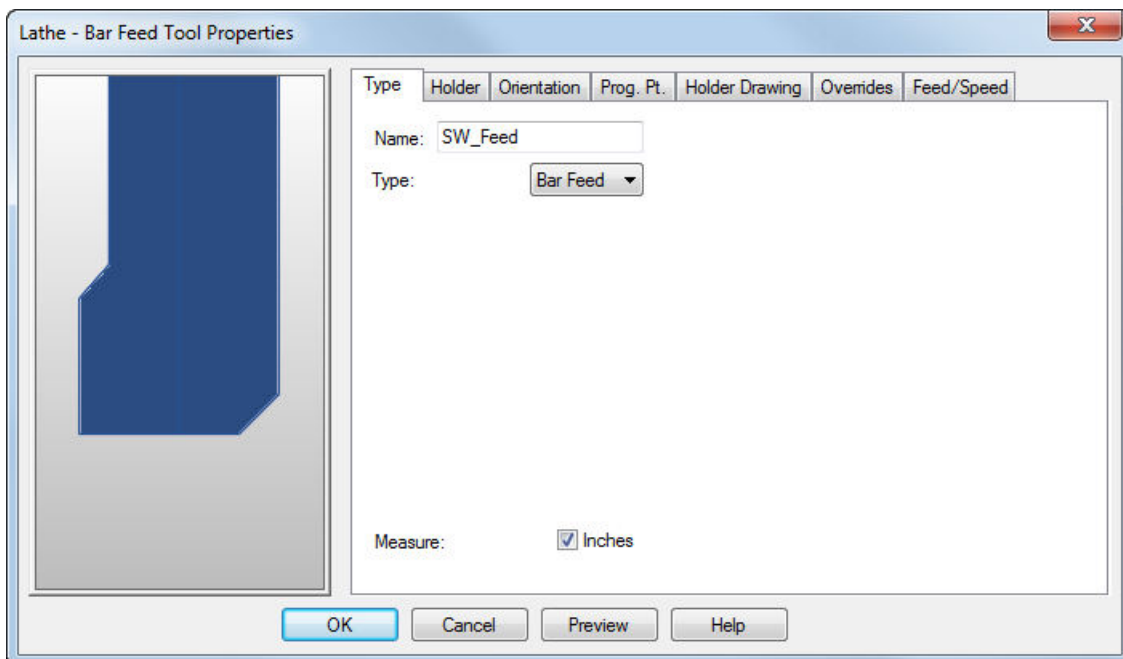 Lathe - Bar Feed Tool Properties
Type Holder Orientation Prog. Pt. Holder Drawing Overrides Feed/Speed
Name: SW_Feed
Type: Bar Feed
Measure: Inches
OK Cancel Preview Help